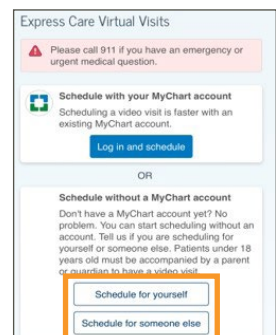 Express Care Virtual Visits
Please call 911 if you have an emergency or
urgent medical question.
Schedule with your MyChart account
Scheduling a video visit is faster with an
existing MyChart account.
Log in and schedule
OR
Schedule without a MyChart account
Don't have a MyChart account yet? No
problem. You can start scheduling without an
account. Tell us if you are scheduling for
yourself or someone else. Patients under 18
years old must be accompanied by a parent
or guardian to have a video visit.
Schedule for yourself
Schedule for someone else